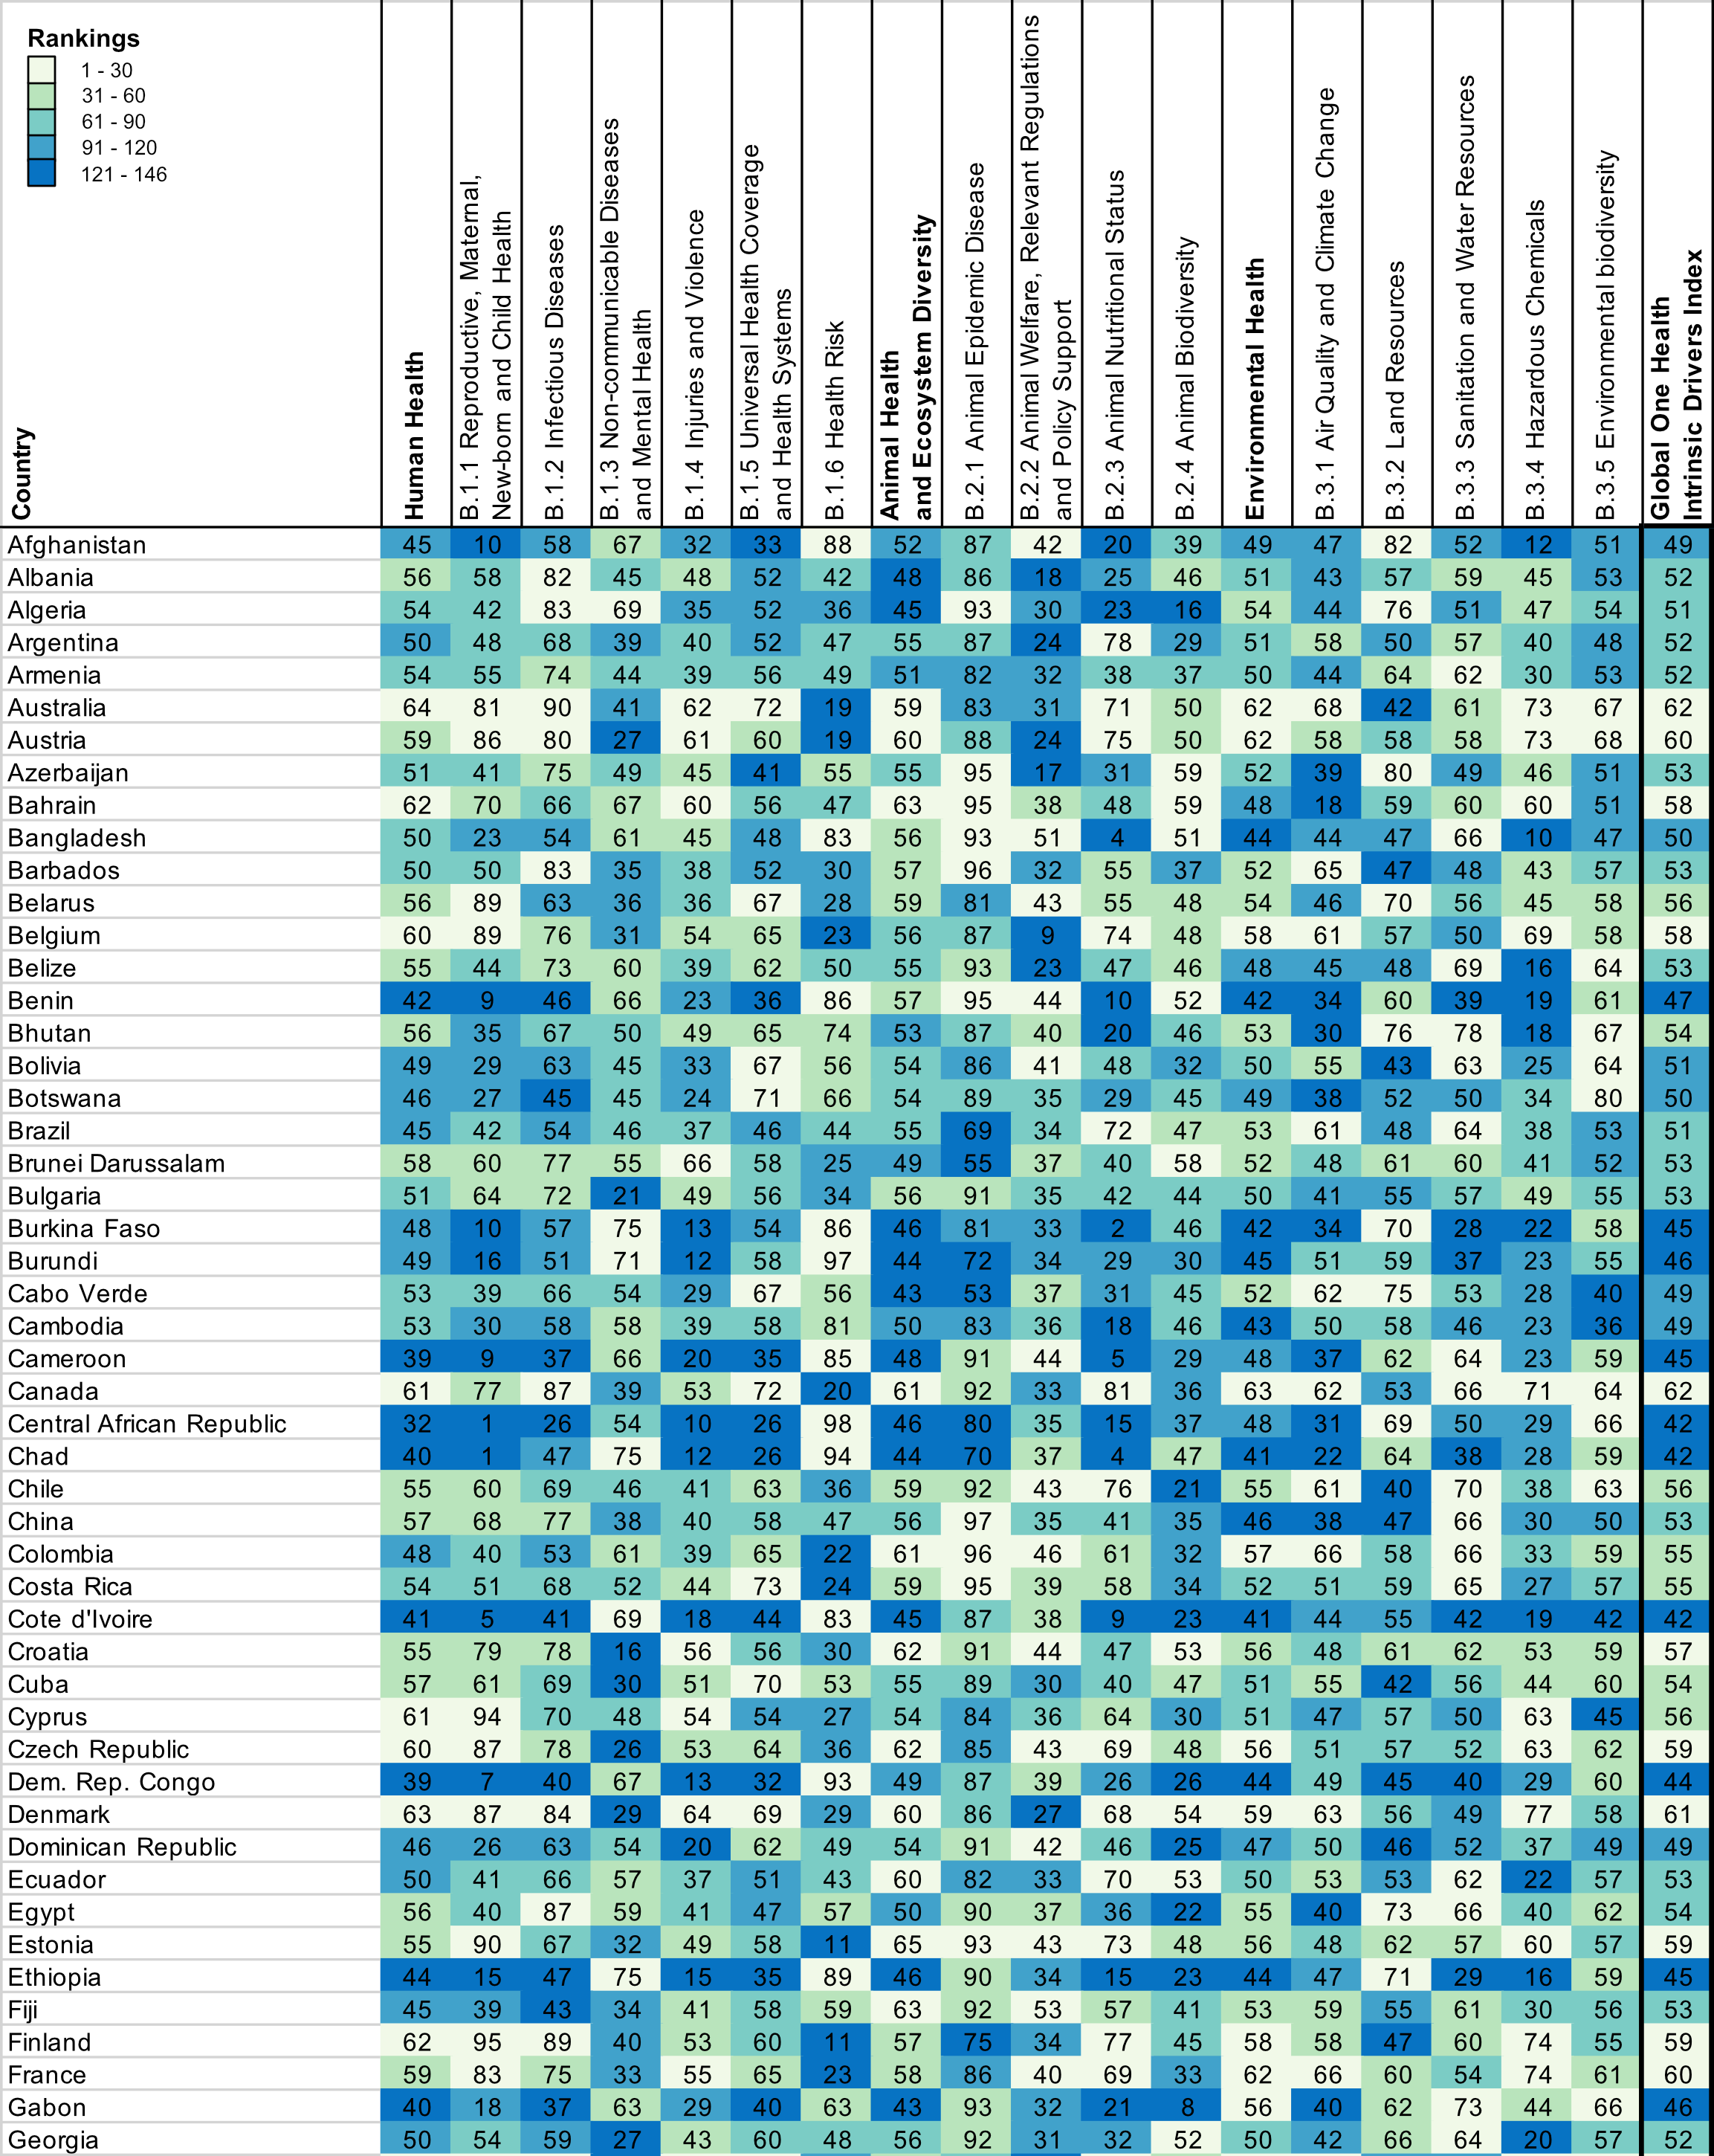 Rankings
1 - 30
31 - 60
61 - 90
91 - 120
121 - 146
Country
Human Health
B.1.1 Reproductive, Maternal,
New-born and Child Health
B.1.2 Infectious Diseases
B.1.3 Non-communicable Diseases
and Mental Health
B.1.4 Injuries and Violence
B.1.5 Universal Health Coverage
and Health Systems
B.1.6 Health Risk
Animal Health
and Ecosystem Diversity
B.2.1 Animal Epidemic Disease
B.2.2 Animal Welfare, Relevant Regulations
and Policy Support
B.2.3 Animal Nutritional Status
B.2.4 Animal Biodiversity
Environmental Health
B.3.1 Air Quality and Climate Change
B.3.2 Land Resources
B.3.3 Sanitation and Water Resources
B.3.4 Hazardous Chemicals
B.3.5 Environmental biodiversity
Global One Health
Intrinsic Drivers Index
Afghanistan 45 10 58 67 32 33 88 52 87 42 20 39 49 47 82 52 12 51 49
Albania 56 58 82 45 48 52 42 48 86 18 25 46 51 43 57 59 45 53 52
Algeria 54 42 83 69 35 52 36 45 93 30 23 16 54 44 76 51 47 54 51
Argentina 50 48 68 39 40 52 47 55 87 24 78 29 51 58 50 57 40 48 52
Armenia 54 55 74 44 39 56 49 51 82 32 38 37 50 44 64 62 30 53 52
Australia 64 81 90 41 62 72 19 59 83 31 71 50 62 68 42 61 73 67 62
Austria 59 86 80 27 61 60 19 60 88 24 75 50 62 58 58 58 73 68 60
Azerbaijan 51 41 75 49 45 41 55 55 95 17 31 59 52 39 80 49 46 51 53
Bahrain 62 70 66 67 60 56 47 63 95 38 48 59 48 18 59 60 60 51 58
Bangladesh 50 23 54 61 45 48 83 56 93 51 4 51 44 44 47 66 10 47 50
Barbados 50 50 83 35 38 52 30 57 96 32 55 37 52 65 47 48 43 57 53
Belarus 56 89 63 36 36 67 28 59 81 43 55 48 54 46 70 56 45 58 56
Belgium 60 89 76 31 54 65 23 56 87 9 74 48 58 61 57 50 69 58 58
Belize 55 44 73 60 39 62 50 55 93 23 47 46 48 45 48 69 16 64 53
Benin 42 9 46 66 23 36 86 57 95 44 10 52 42 34 60 39 19 61 47
Bhutan 56 35 67 50 49 65 74 53 87 40 20 46 53 30 76 78 18 67 54
Bolivia 49 29 63 45 33 67 56 54 86 41 48 32 50 55 43 63 25 64 51
Botswana 46 27 45 45 24 71 66 54 89 35 29 45 49 38 52 50 34 80 50
Brazil 45 42 54 46 37 46 44 55 69 34 72 47 53 61 48 64 38 53 51
Brunei Darussalam 58 60 77 55 66 58 25 49 55 37 40 58 52 48 61 60 41 52 53
Bulgaria 51 64 72 21 49 56 34 56 91 35 42 44 50 41 55 57 49 55 53
Burkina Faso 48 10 57 75 13 54 86 46 81 33 2 46 42 34 70 28 22 58 45
Burundi 49 16 51 71 12 58 97 44 72 34 29 30 45 51 59 37 23 55 46
Cabo Verde 53 39 66 54 29 67 56 43 53 37 31 45 52 62 75 53 28 40 49
Cambodia 53 30 58 58 39 58 81 50 83 36 18 46 43 50 58 46 23 36 49
Cameroon 39 9 37 66 20 35 85 48 91 44 5 29 48 37 62 64 23 59 45
Canada 61 77 87 39 53 72 20 61 92 33 81 36 63 62 53 66 71 64 62
Central African Republic 32 1 26 54 10 26 98 46 80 35 15 37 48 31 69 50 29 66 42
Chad 40 1 47 75 12 26 94 44 70 37 4 47 41 22 64 38 28 59 42
Chile 55 60 69 46 41 63 36 59 92 43 76 21 55 61 40 70 38 63 56
China 57 68 77 38 40 58 47 56 97 35 41 35 46 38 47 66 30 50 53
Colombia 48 40 53 61 39 65 22 61 96 46 61 32 57 66 58 66 33 59 55
Costa Rica 54 51 68 52 44 73 24 59 95 39 58 34 52 51 59 65 27 57 55
Cote d'Ivoire 41 5 41 69 18 44 83 45 87 38 9 23 41 44 55 42 19 42 42
Croatia 55 79 78 16 56 56 30 62 91 44 47 53 56 48 61 62 53 59 57
Cuba 57 61 69 30 51 70 53 55 89 30 40 47 51 55 42 56 44 60 54
Cyprus 61 94 70 48 54 54 27 54 84 36 64 30 51 47 57 50 63 45 56
Czech Republic 60 87 78 26 53 64 36 62 85 43 69 48 56 51 57 52 63 62 59
Dem. Rep. Congo 39 7 40 67 13 32 93 49 87 39 26 26 44 49 45 40 29 60 44
Denmark 63 87 84 29 64 69 29 60 86 27 68 54 59 63 56 49 77 58 61
Dominican Republic 46 26 63 54 20 62 49 54 91 42 46 25 47 50 46 52 37 49 49
Ecuador 50 41 66 57 37 51 43 60 82 33 70 53 50 53 53 62 22 57 53
Egypt 56 40 87 59 41 47 57 50 90 37 36 22 55 40 73 66 40 62 54
Estonia 55 90 67 32 49 58 11 65 93 43 73 48 56 48 62 57 60 57 59
Ethiopia 44 15 47 75 15 35 89 46 90 34 15 23 44 47 71 29 16 59 45
Fiji 45 39 43 34 41 58 59 63 92 53 57 41 53 59 55 61 30 56 53
Finland 62 95 89 40 53 60 11 57 75 34 77 45 58 58 47 60 74 55 59
France 59 83 75 33 55 65 23 58 86 40 69 33 62 66 60 54 74 61 60
Gabon 40 18 37 63 29 40 63 43 93 32 21 8 56 40 62 73 44 66 46
Georgia 50 54 59 27 43 60 48 56 92 31 32 52 50 42 66 64 20 57 52